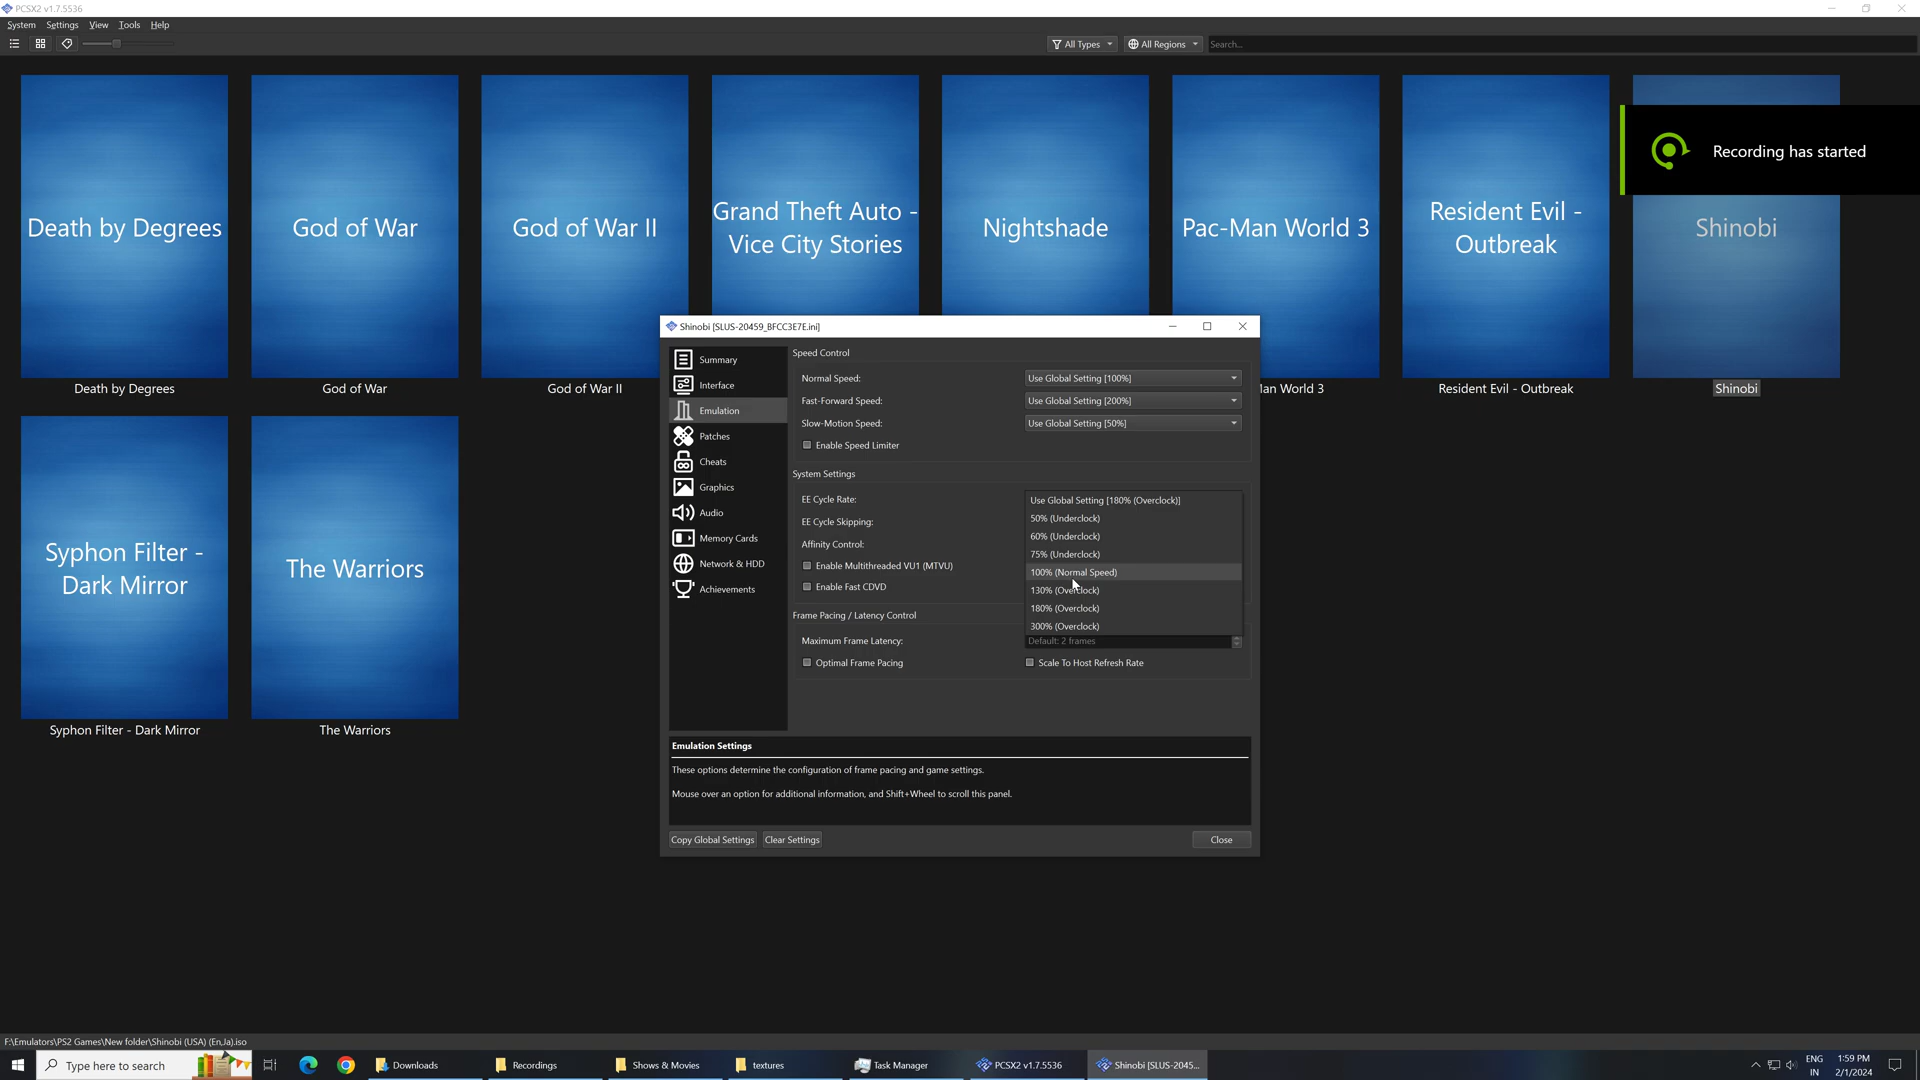 PCSX2 v1.7.5536
System Settings View Tools Help
All Types All Regions Search...
Recording has started
Death by Degrees
God of War
God of War II
Grand Theft Auto -
Vice City Stories
Nightshade
Pac-Man World 3
Resident Evil -
Outbreak
Shinobi
Death by Degrees
God of War
God of War II
Man World 3
Resident Evil - Outbreak
Shinobi
Syphon Filter -
Dark Mirror
The Warriors
Syphon Filter - Dark Mirror
The Warriors
Shinobi [SLUS-20459_BFCC3E7E.ini]
Summary
Interface
Emulation
Patches
Cheats
Graphics
Audio
Memory Cards
Network & HDD
Achievements
Speed Control
Normal Speed: Use Global Setting [100%]
Fast-Forward Speed: Use Global Setting [200%]
Slow-Motion Speed: Use Global Setting [50%]
Enable Speed Limiter
System Settings
EE Cycle Rate:
EE Cycle Skipping:
Affinity Control:
Enable Multithreaded VU1 (MTVU)
Enable Fast CDVD
Use Global Setting [180% (Overclock)]
50% (Underclock)
60% (Underclock)
75% (Underclock)
100% (Normal Speed)
130% (Overclock)
180% (Overclock)
300% (Overclock)
Frame Pacing / Latency Control
Maximum Frame Latency: Default: 2 frames
Optimal Frame Pacing Scale To Host Refresh Rate
Emulation Settings
These options determine the configuration of frame pacing and game settings.
Mouse over an option for additional information, and Shift+Wheel to scroll this panel.
Copy Global Settings Clear Settings Close
F:\Emulators\PS2 Games\New folder\Shinobi (USA) (En,Ja).iso
Type here to search Downloads Recordings Shows & Movies textures Task Manager PCSX2 v1.7.5536 Shinobi [SLUS-2045...
ENG
IN
1:59 PM
2/1/2024